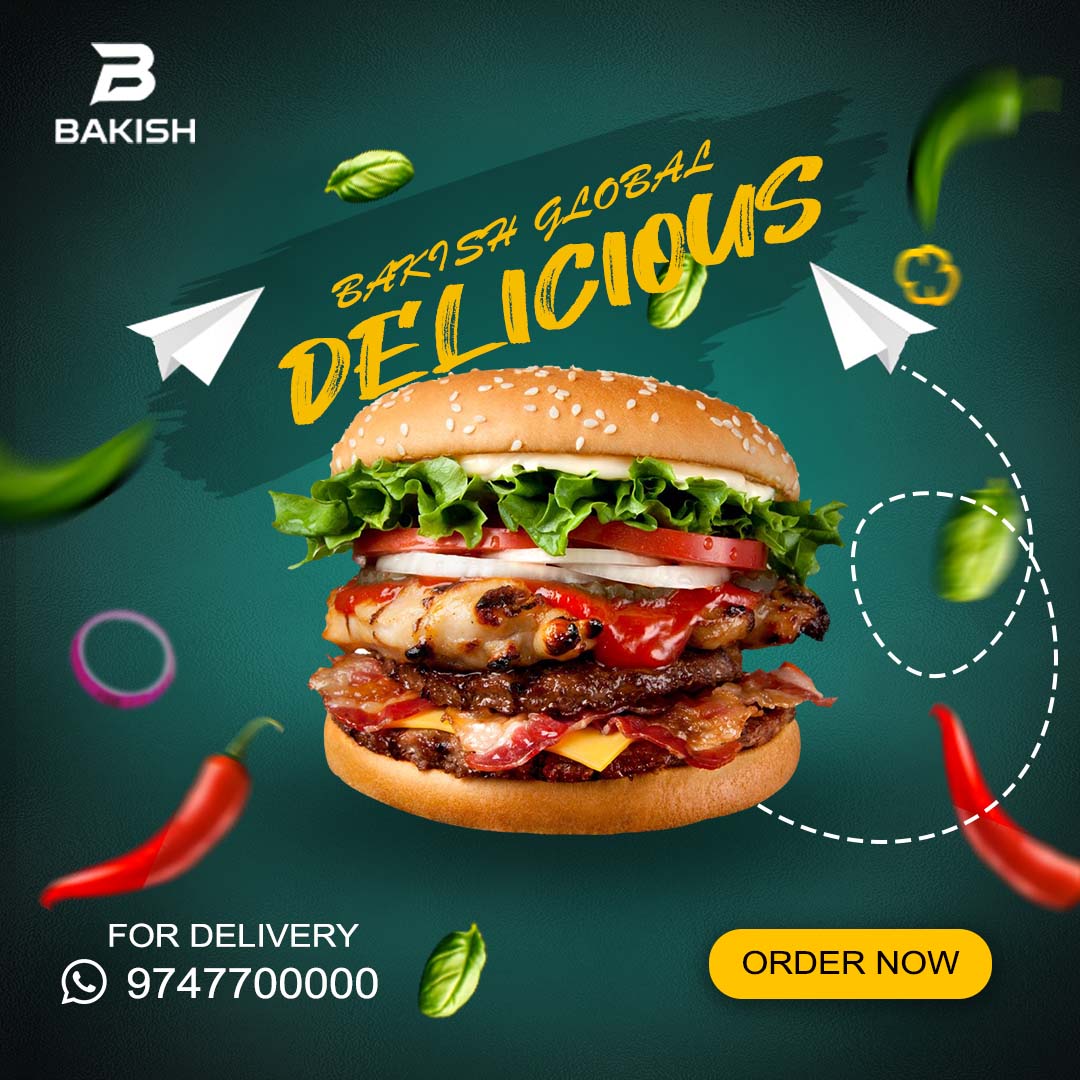 BAKISH
BAKISH GLOBAL
DELICIOUS
FOR DELIVERY
9747700000
ORDER NOW